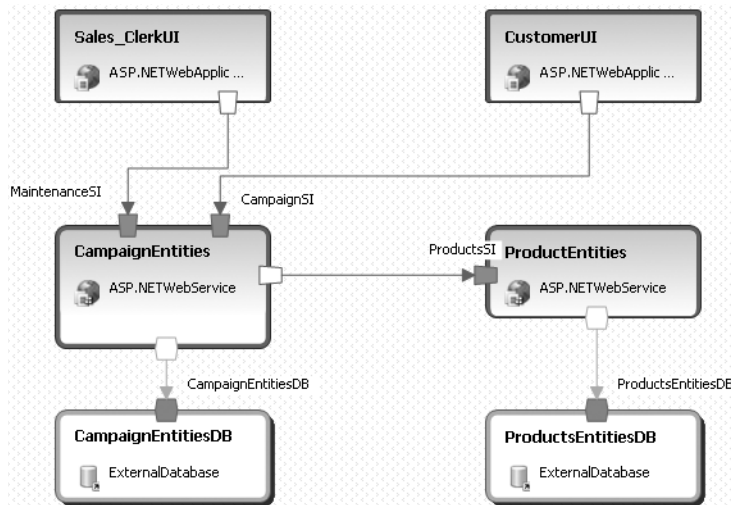 Sales_ClerkUI
ASP.NETWebApplic ...
CustomerUI
ASP.NETWebApplic ...
MaintenanceSI
CampaignSI
CampaignEntities
ASP.NETWebService
ProductsSI
ProductEntities
ASP.NETWebService
CampaignEntitiesDB
ProductsEntitiesDB
CampaignEntitiesDB
ExternalDatabase
ProductsEntitiesDB
ExternalDatabase